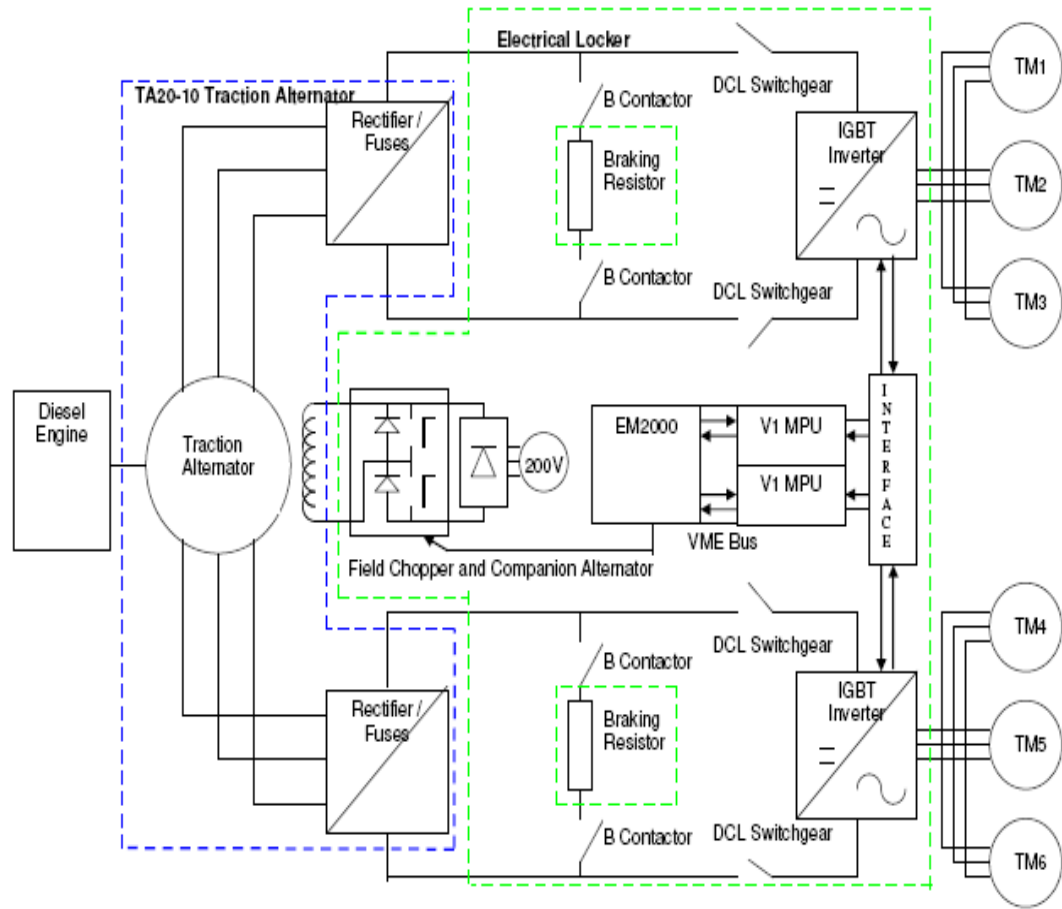 Electrical Locker
TA20-10 Traction Alternator
Rectifier /
Fuses
B Contactor
DCL Switchgear
Braking
Resistor
IGBT
Inverter
B Contactor
DCL Switchgear
TM1
TM2
TM3
Diesel
Engine
Traction
Alternator
200V
EM2000
V1 MPU
V1 MPU
VME Bus
INTERFACE
Field Chopper and Companion Alternator
Rectifier /
Fuses
B Contactor
DCL Switchgear
Braking
Resistor
IGBT
Inverter
B Contactor
DCL Switchgear
TM4
TM5
TM6